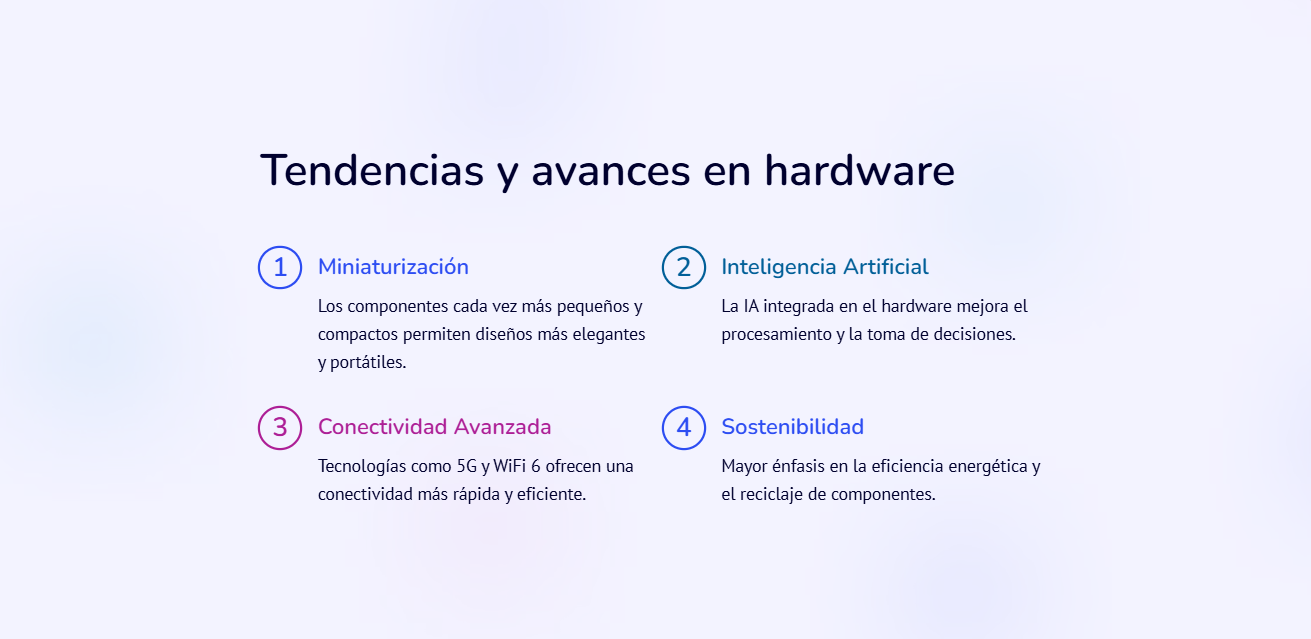 Tendencias y avances en hardware
1 Miniaturización
Los componentes cada vez más pequeños y
compactos permiten diseños más elegantes
y portátiles.
2 Inteligencia Artificial
La IA integrada en el hardware mejora el
procesamiento y la toma de decisiones.
3 Conectividad Avanzada
Tecnologías como 5G y WiFi 6 ofrecen una
conectividad más rápida y eficiente.
4 Sostenibilidad
Mayor énfasis en la eficiencia energética y
el reciclaje de componentes.